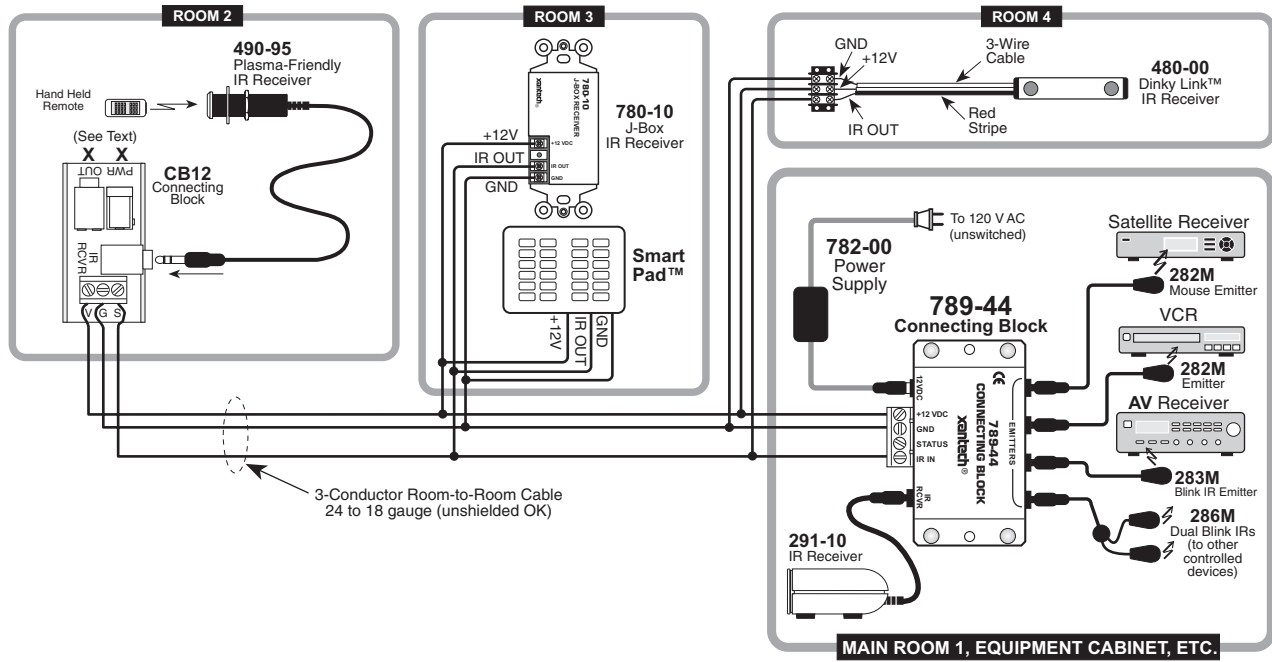 ROOM 2
490-95
Plasma-Friendly
IR Receiver
Hand Held
Remote
(See Text)
X X
OUT PWR
CB12
Connecting
Block
IR
RCVR
V G S
ROOM 3
780-10
J-BOX RECEIVER
xantech®
+12 VDC
IR OUT
GND
+12V
IR OUT
GND
780-10
J-Box
IR Receiver
Smart
Pad™
+12V
IR OUT
GND
ROOM 4
GND
+12V
IR OUT
3-Wire
Cable
Red
Stripe
480-00
Dinky Link™
IR Receiver
3-Conductor Room-to-Room Cable
24 to 18 gauge (unshielded OK)
To 120 V AC
(unswitched)
782-00
Power
Supply
789-44
Connecting Block
12VDC
+12 VDC
GND
STATUS
IR IN
IR
RCVR
CE
EMITTERS
789-44
CONNECTING BLOCK
xantech®
291-10
IR Receiver
Satellite Receiver
282M
Mouse Emitter
VCR
282M
Emitter
AV Receiver
283M
Blink IR Emitter
286M
Dual Blink IRs
(to other
controlled
devices)
MAIN ROOM 1, EQUIPMENT CABINET, ETC.